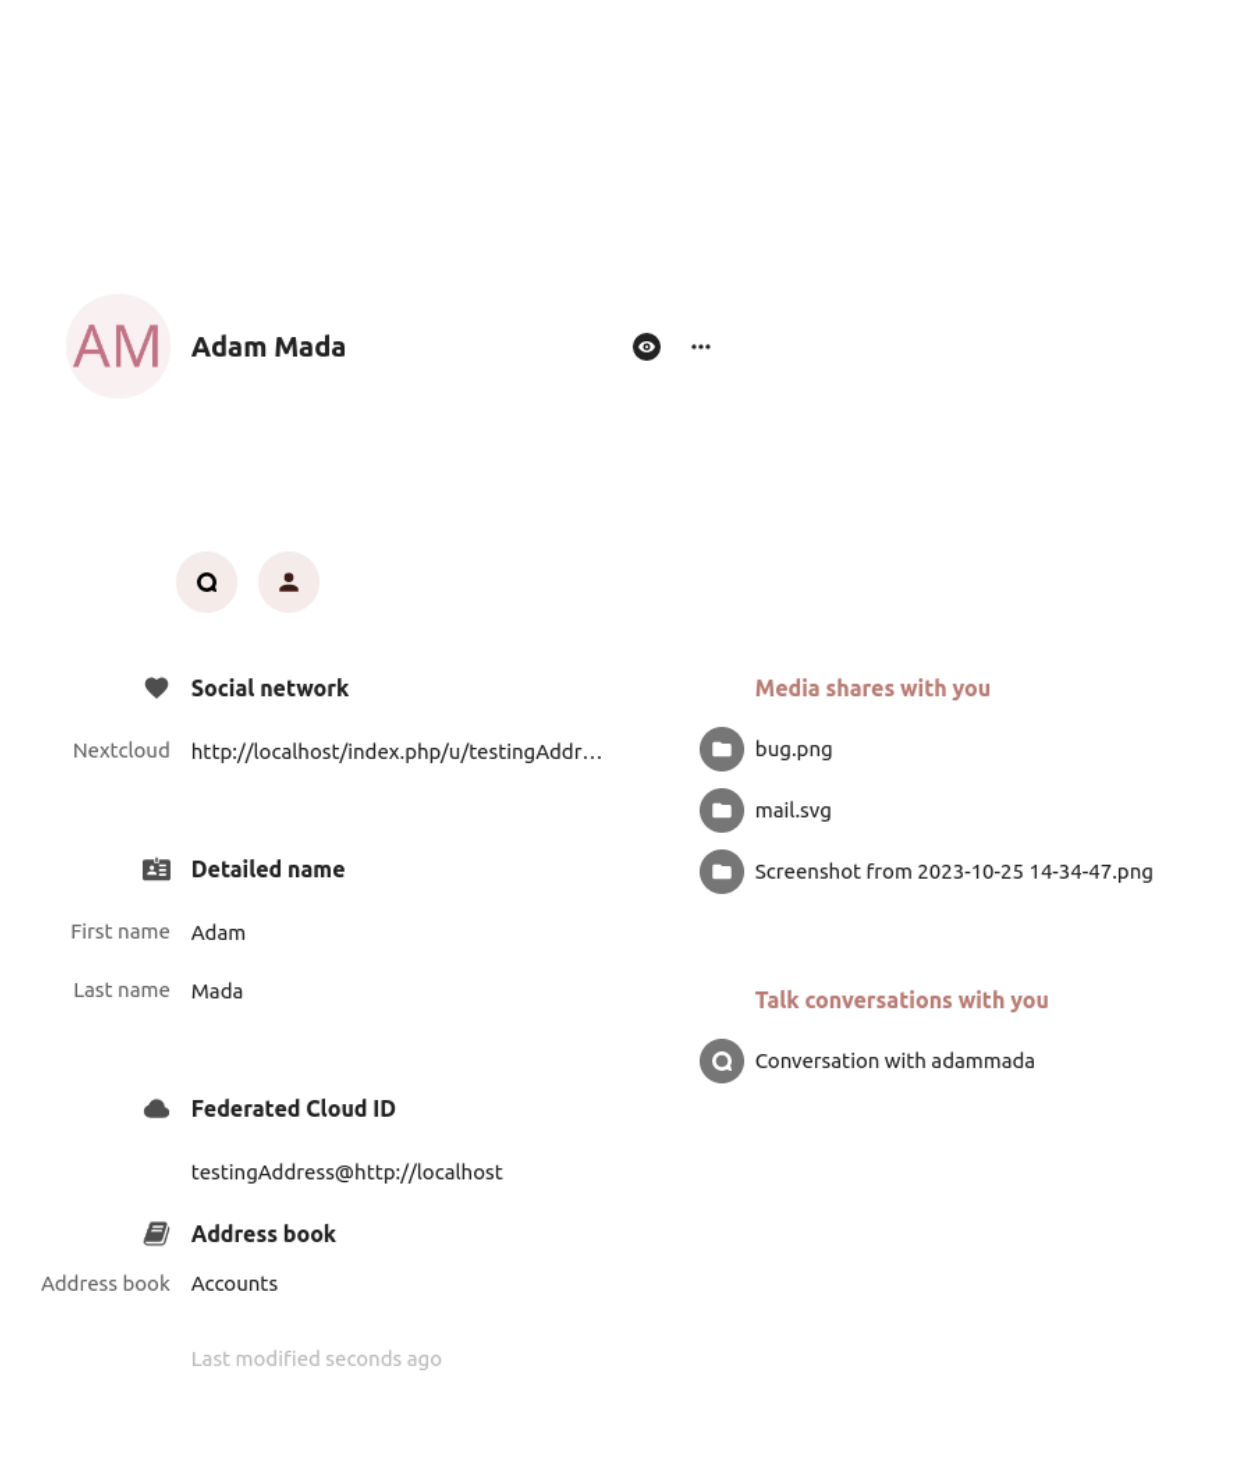 AM
Adam Mada
Social network
Nextcloud http://localhost/index.php/u/testingAddr…
Detailed name
First name Adam
Last name Mada
Federated Cloud ID
testingAddress@http://localhost
Address book
Address book Accounts
Last modified seconds ago
Media shares with you
bug.png
mail.svg
Screenshot from 2023-10-25 14-34-47.png
Talk conversations with you
Conversation with adammada